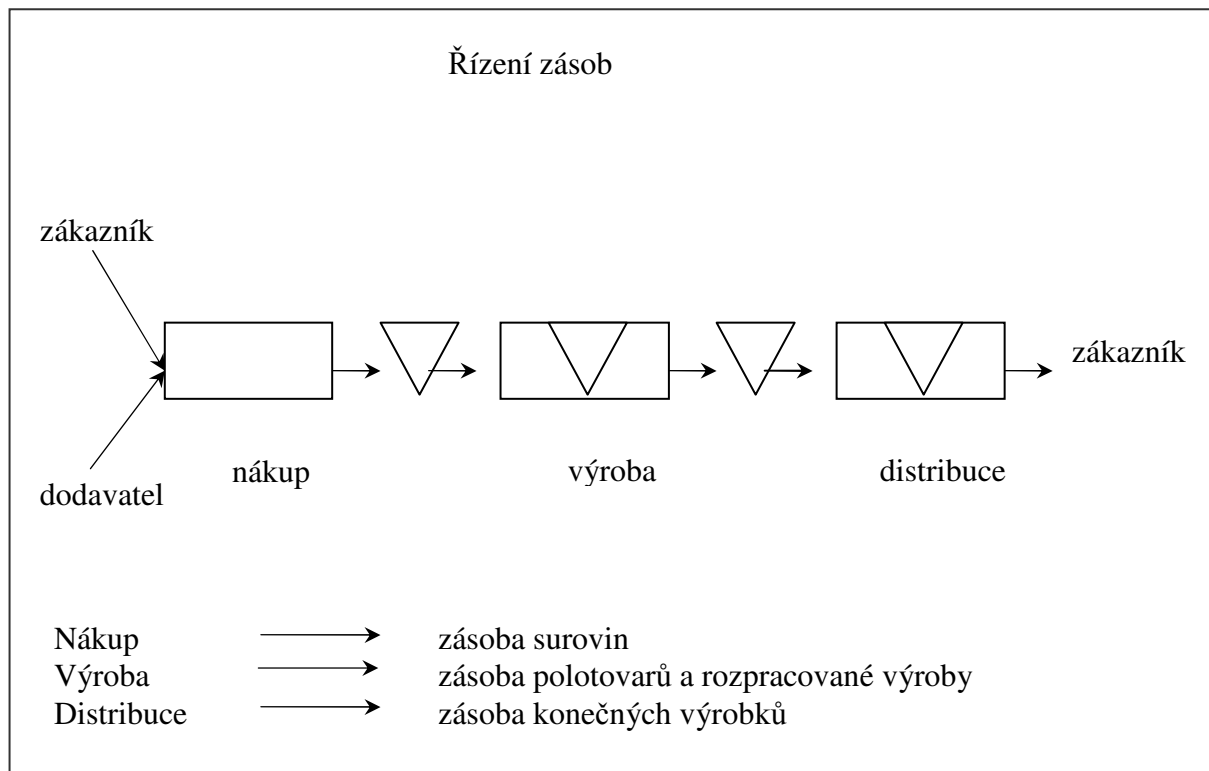 Řízení zásob
zákazník
zákazník
nákup
výroba
distribuce
dodavatel
Nákup zásoba surovin
Výroba zásoba polotovarů a rozpracované výroby
Distribuce zásoba konečných výrobků